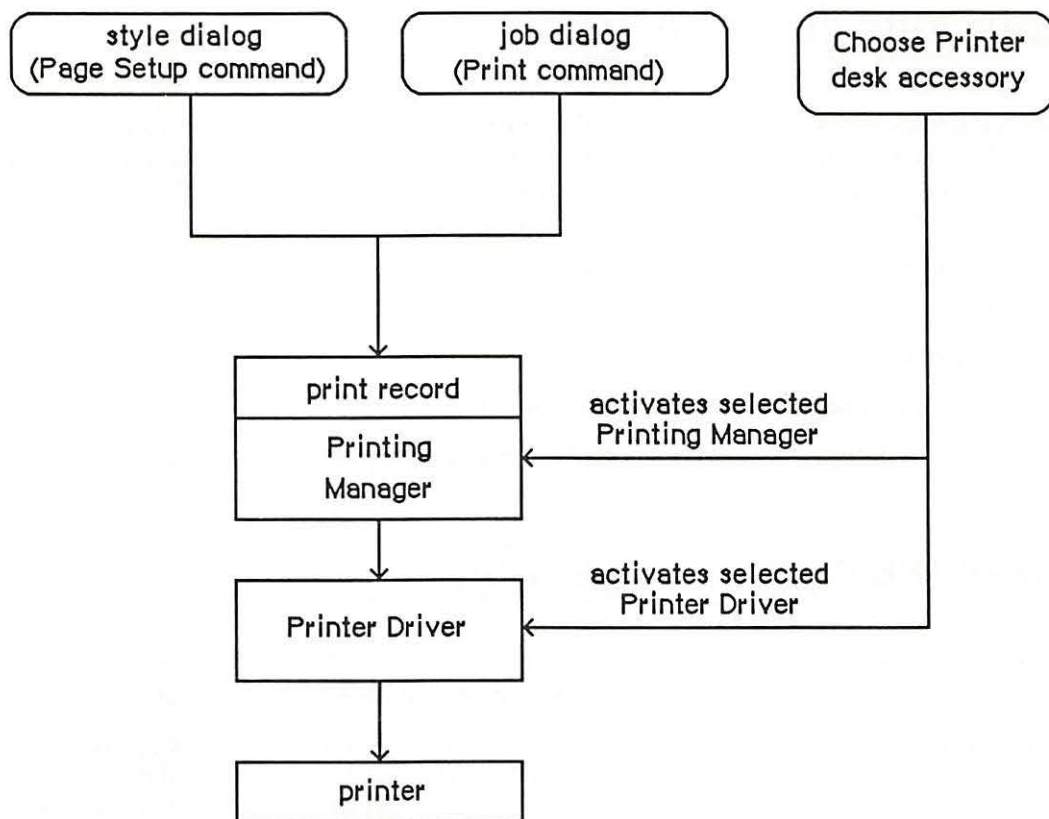 style dialog
(Page Setup command)
job dialog
(Print command)
Choose Printer
desk accessory
print record
Printing
Manager
activates selected
Printing Manager
Printer Driver
activates selected
Printer Driver
printer